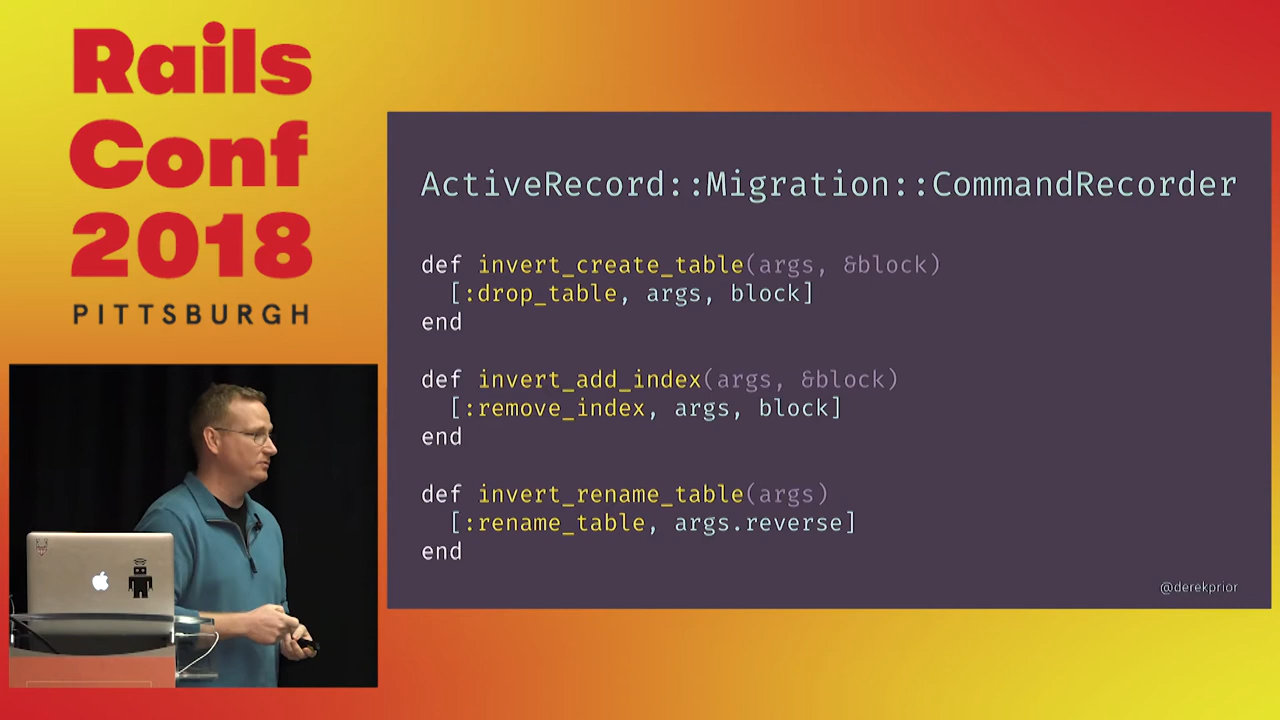 Rails
Conf
2018
PITTSBURGH
ActiveRecord::Migration::CommandRecorder
def invert_create_table(args, &block)
  [:drop_table, args, block]
end
def invert_add_index(args, &block)
  [:remove_index, args, block]
end
def invert_rename_table(args)
  [:rename_table, args.reverse]
end
@derekprior